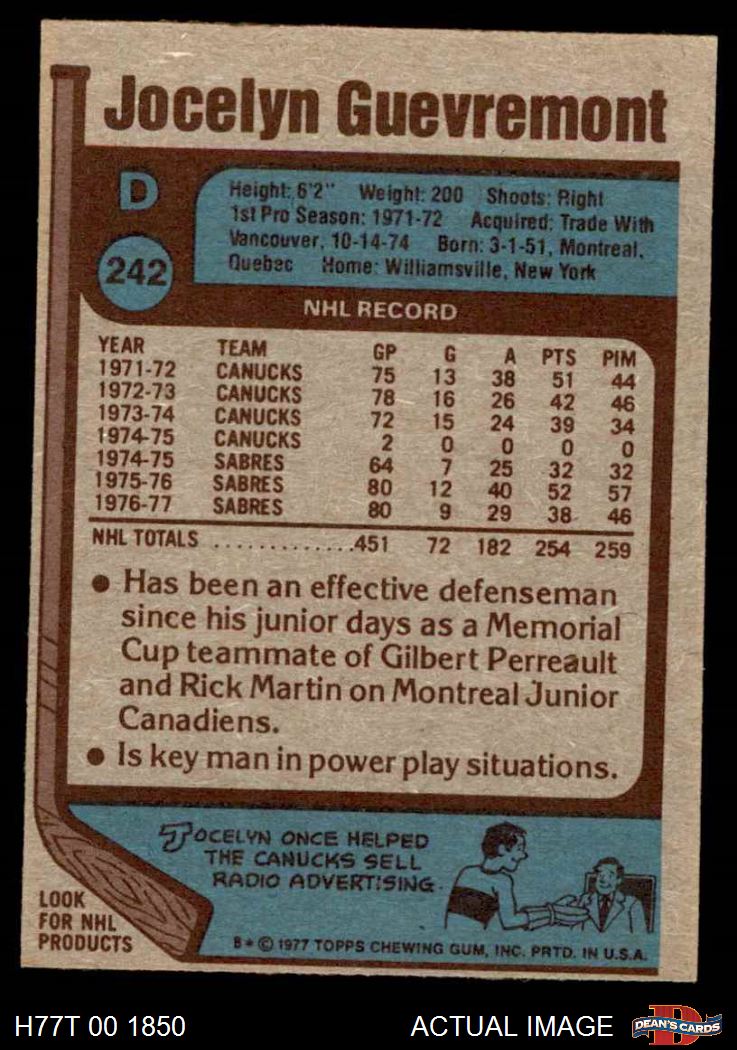 Jocelyn Guevremont
D
242
Height: 6'2" Weight: 200 Shoots: Right
1st Pro Season: 1971-72 Acquired: Trade With
Vancouver, 10-14-74 Born: 3-1-51, Montreal,
Quebec Home: Williamsville, New York
NHL RECORD
YEAR TEAM GP G A PTS PIM
1971-72 CANUCKS 75 13 38 51 44
1972-73 CANUCKS 78 16 26 42 46
1973-74 CANUCKS 72 15 24 39 34
1974-75 CANUCKS 2 0 0 0 0
1974-75 SABRES 64 7 25 32 32
1975-76 SABRES 80 12 40 52 57
1976-77 SABRES 80 9 29 38 46
NHL TOTALS .............451 72 182 254 259
● Has been an effective defenseman
since his junior days as a Memorial
Cup teammate of Gilbert Perreault
and Rick Martin on Montreal Junior
Canadiens.
● Is key man in power play situations.
JOCELYN ONCE HELPED
THE CANUCKS SELL
RADIO ADVERTISING.
LOOK
FOR NHL
PRODUCTS
B* © 1977 TOPPS CHEWING GUM, INC. PRTD. IN U.S.A.
H77T 00 1850
ACTUAL IMAGE
DEAN'S CARDS